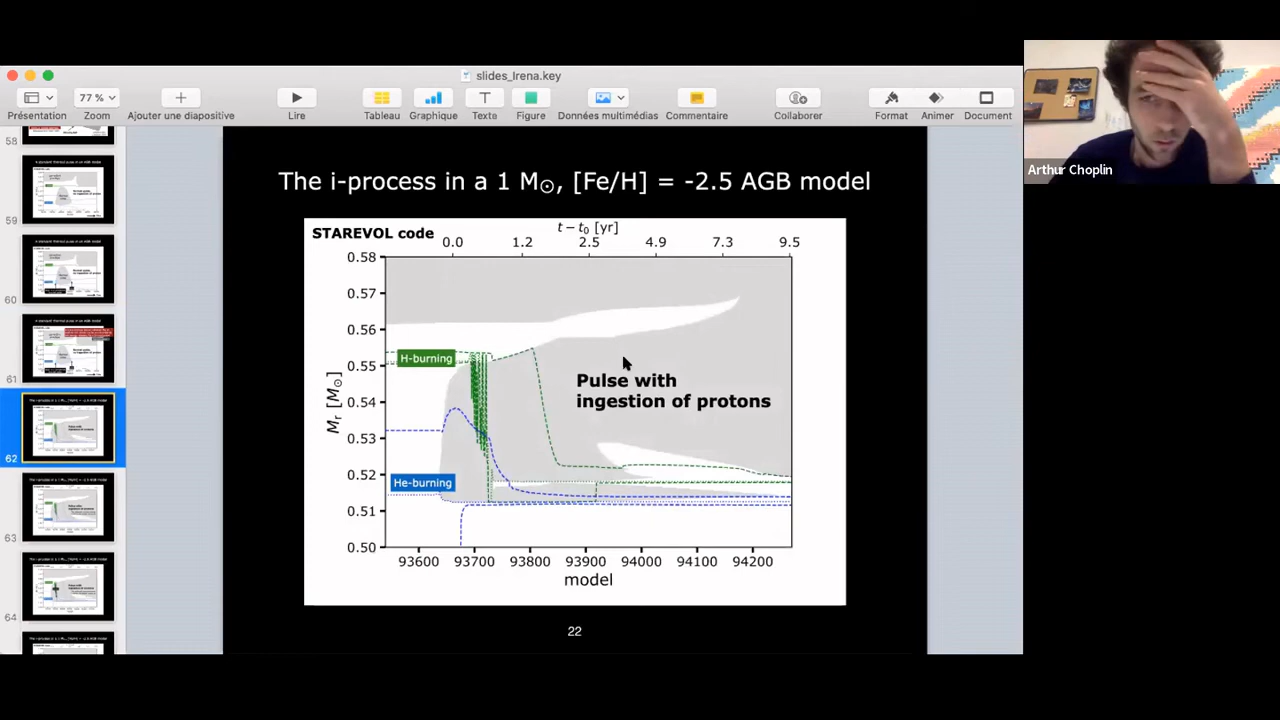 slides_Irena.key
77 %
Présentation
Zoom
Ajouter une diapositive
Lire
Tableau
Graphique
Texte
Figure
Données multimédias
Commentaire
Collaborer
Format
Animer
Document
Arthur Choplin
58
59
60
61
62
63
64
The i-process in a 1 M☉, [Fe/H] = -2.5 AGB model
STAREVOL code
t − t₀ [yr]
0.0 1.2 2.5 4.9 7.3 9.5
0.58
0.57
0.56
0.55
0.54
0.53
0.52
0.51
0.50
Mᵣ [M☉]
H-burning
Pulse with
ingestion of protons
He-burning
93600 93700 93800 93900 94000 94100 94200
model
22